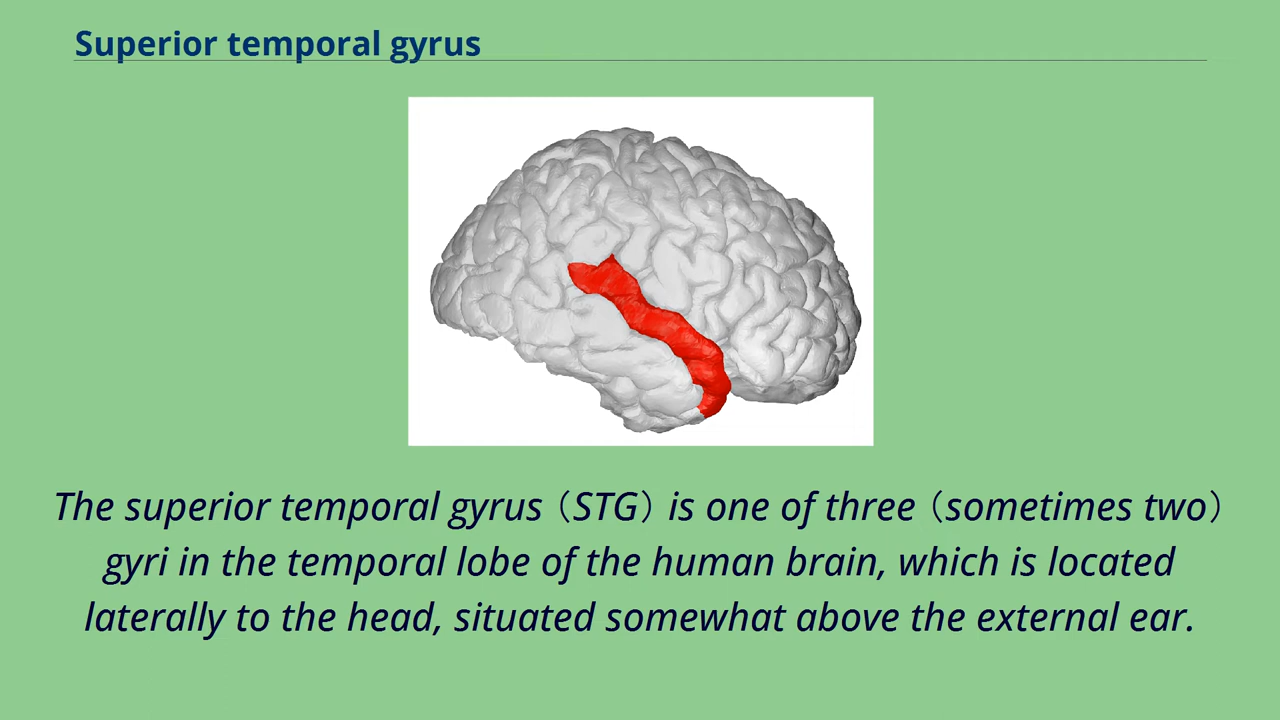 Superior temporal gyrus
The superior temporal gyrus（STG）is one of three（sometimes two）
gyri in the temporal lobe of the human brain, which is located
laterally to the head, situated somewhat above the external ear.